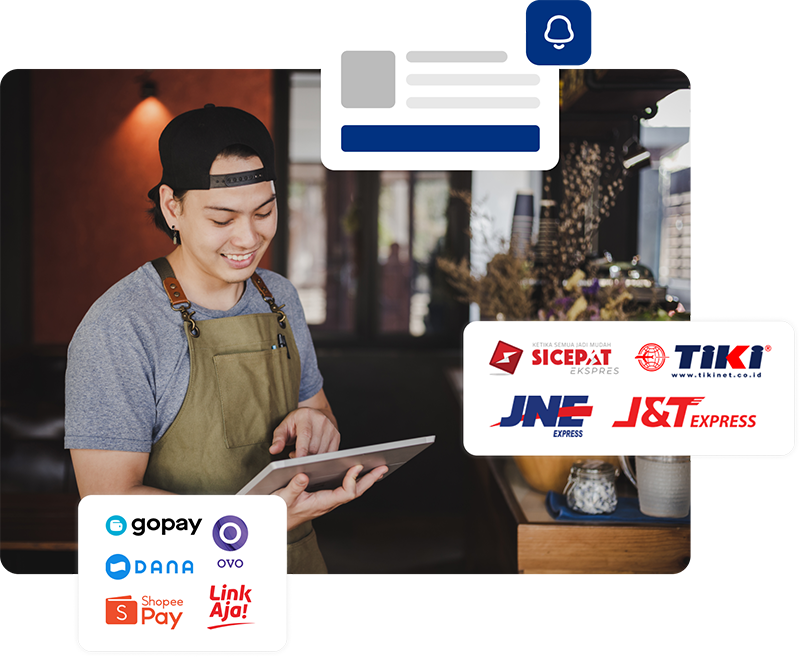 KETIKA SEMUA JADI MUDAH
SICEPAT
EKSPRES
TIKI®
www.tikinet.co.id
JNE
EXPRESS
J&T EXPRESS
gopay
OVO
DANA
S
Shopee
Pay
Link
Aja!